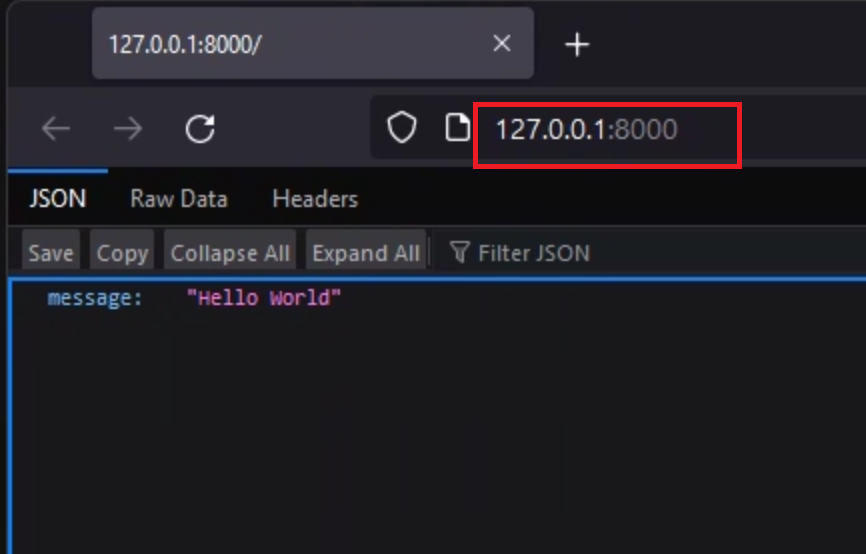 127.0.0.1:8000/
127.0.0.1:8000
JSON Raw Data Headers
Save Copy Collapse All Expand All Filter JSON
message: "Hello World"